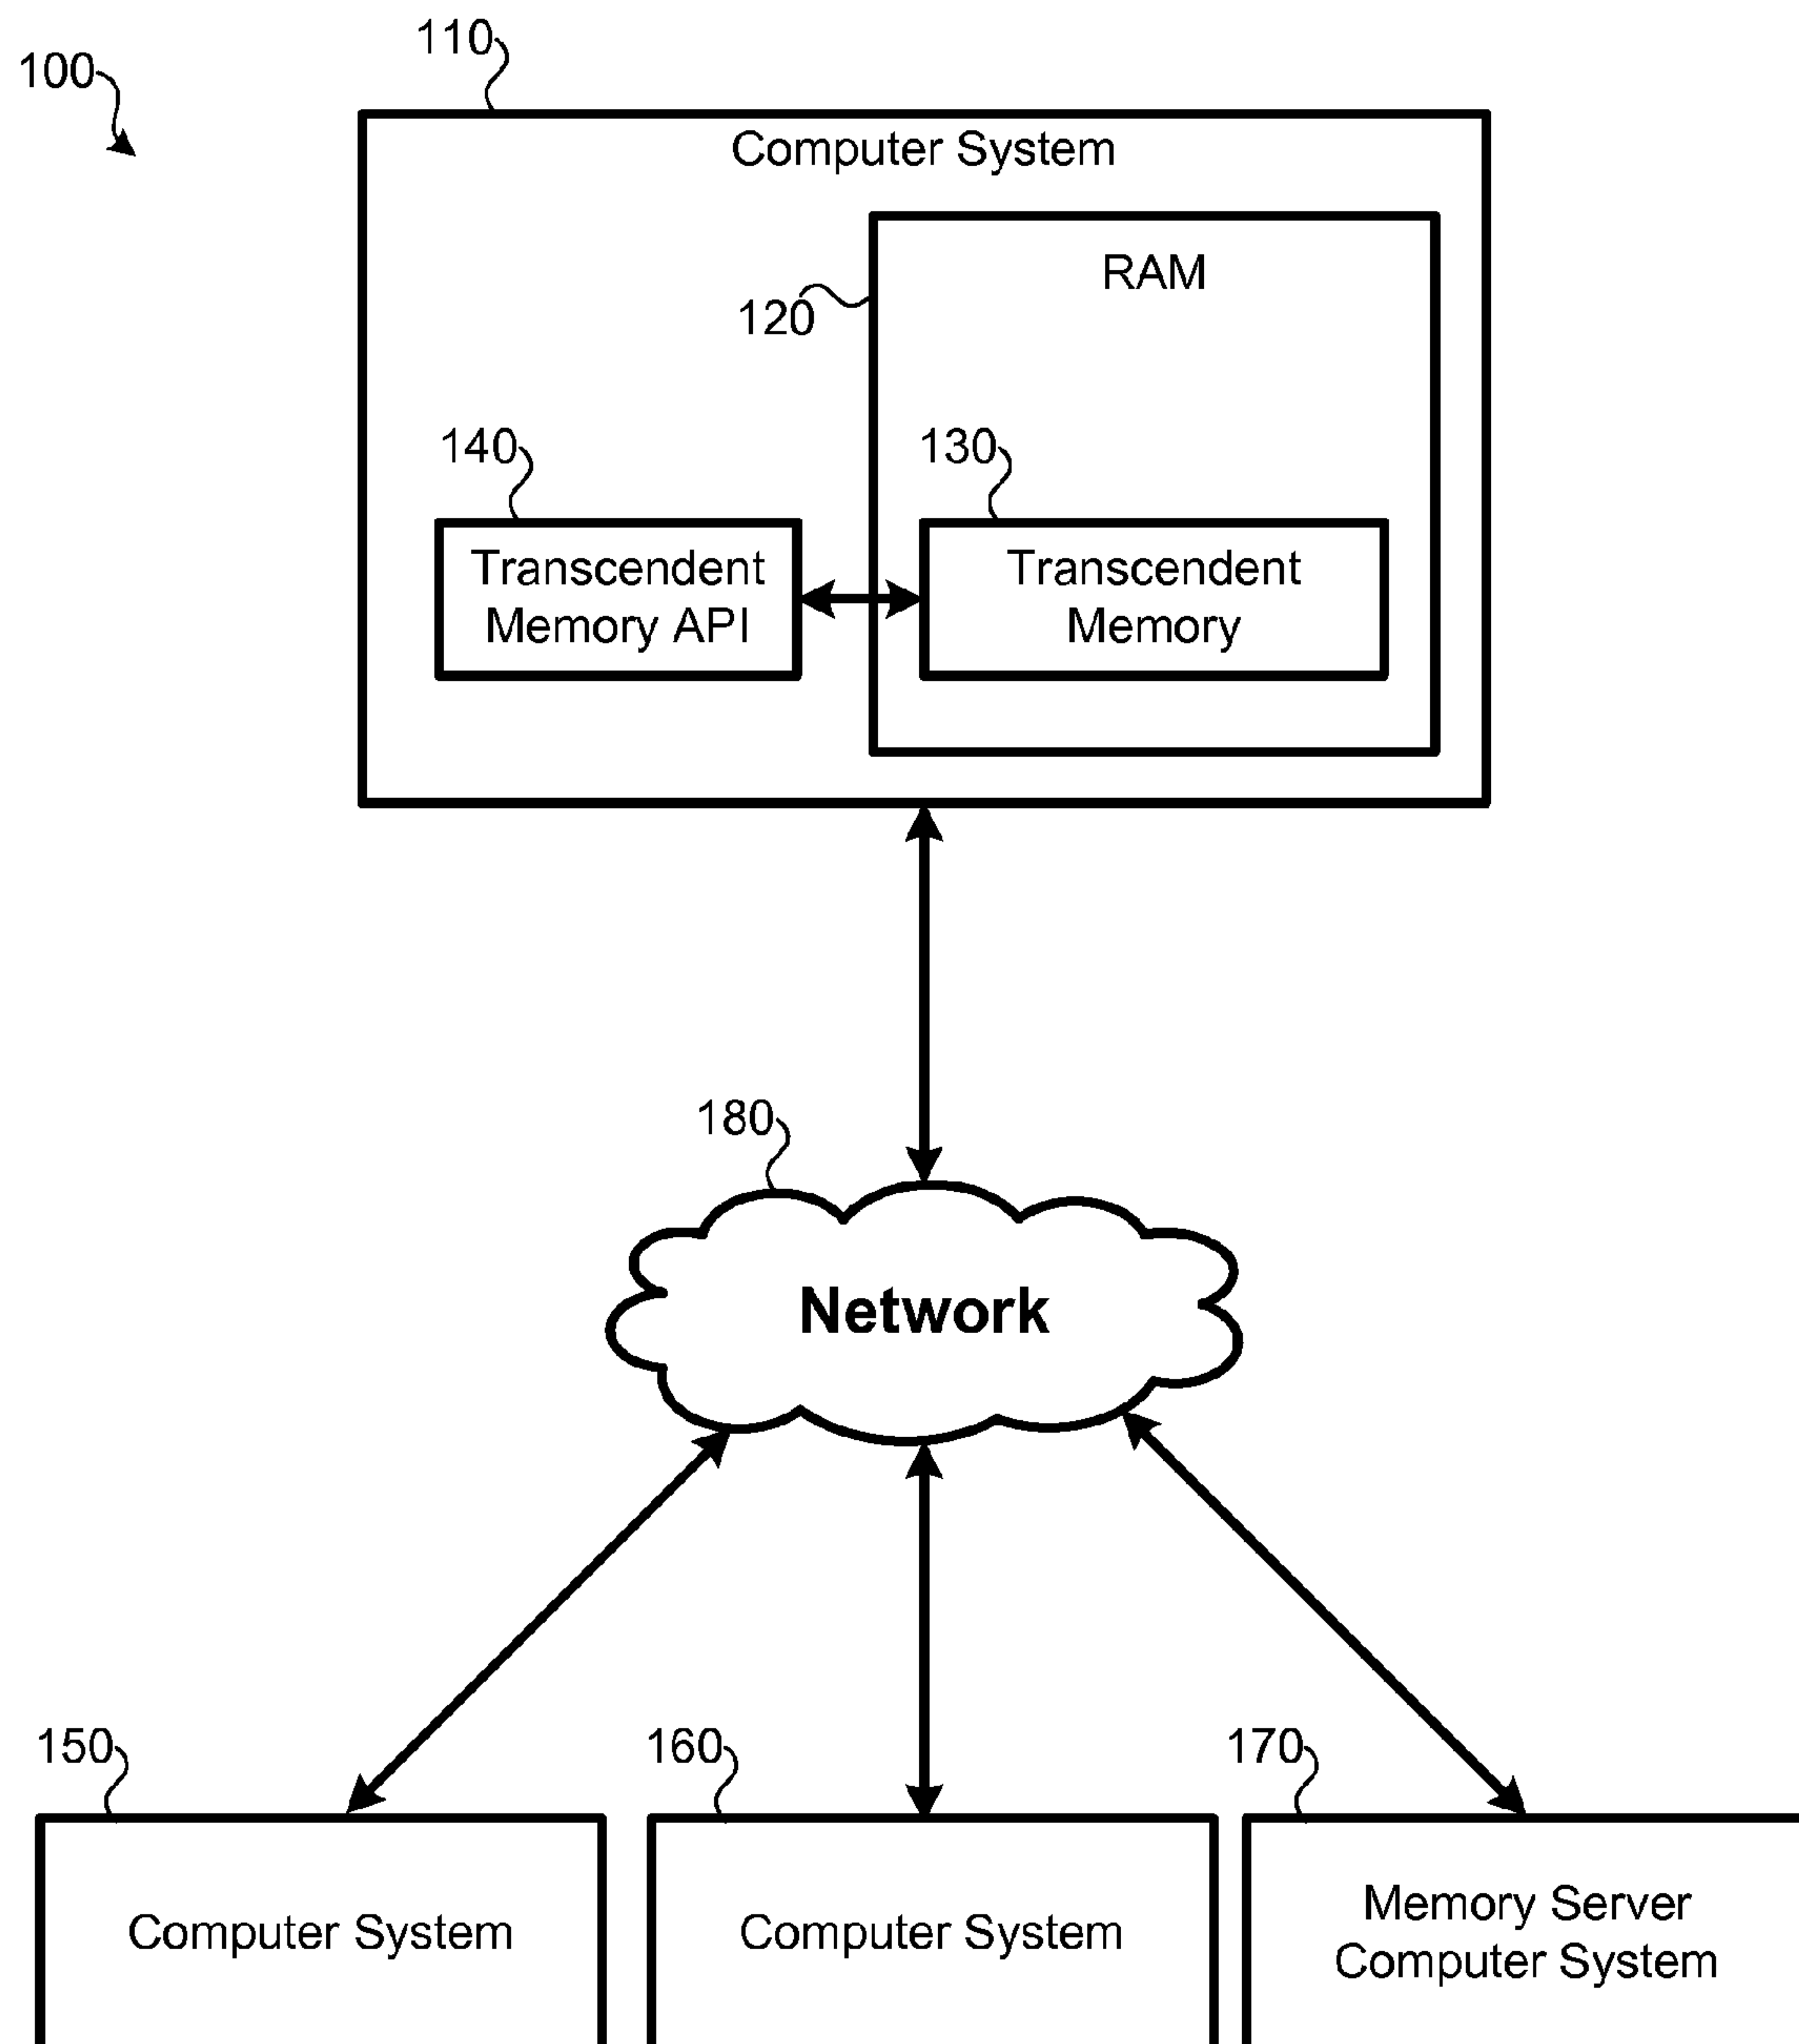 110
100
Computer System
RAM
120
140
130
Transcendent
Memory API
Transcendent
Memory
180
Network
150
160
170
Computer System
Computer System
Memory Server
Computer System